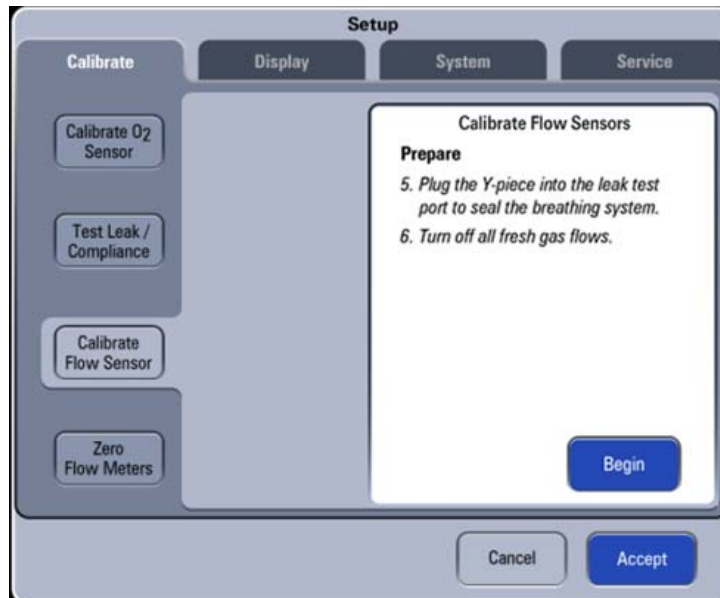 Setup
Calibrate
Display
System
Service
Calibrate O2
Sensor
Test Leak /
Compliance
Calibrate
Flow Sensor
Zero
Flow Meters
Calibrate Flow Sensors
Prepare
5. Plug the Y-piece into the leak test
port to seal the breathing system.
6. Turn off all fresh gas flows.
Begin
Cancel
Accept